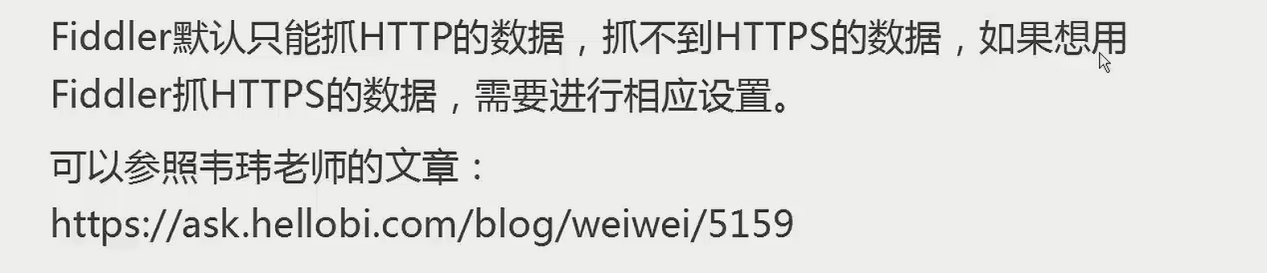 Fiddler默认只能抓HTTP的数据，抓不到HTTPS的数据，如果想用
Fiddler抓HTTPS的数据，需要进行相应设置。
可以参照韦玮老师的文章：
https://ask.hellobi.com/blog/weiwei/5159